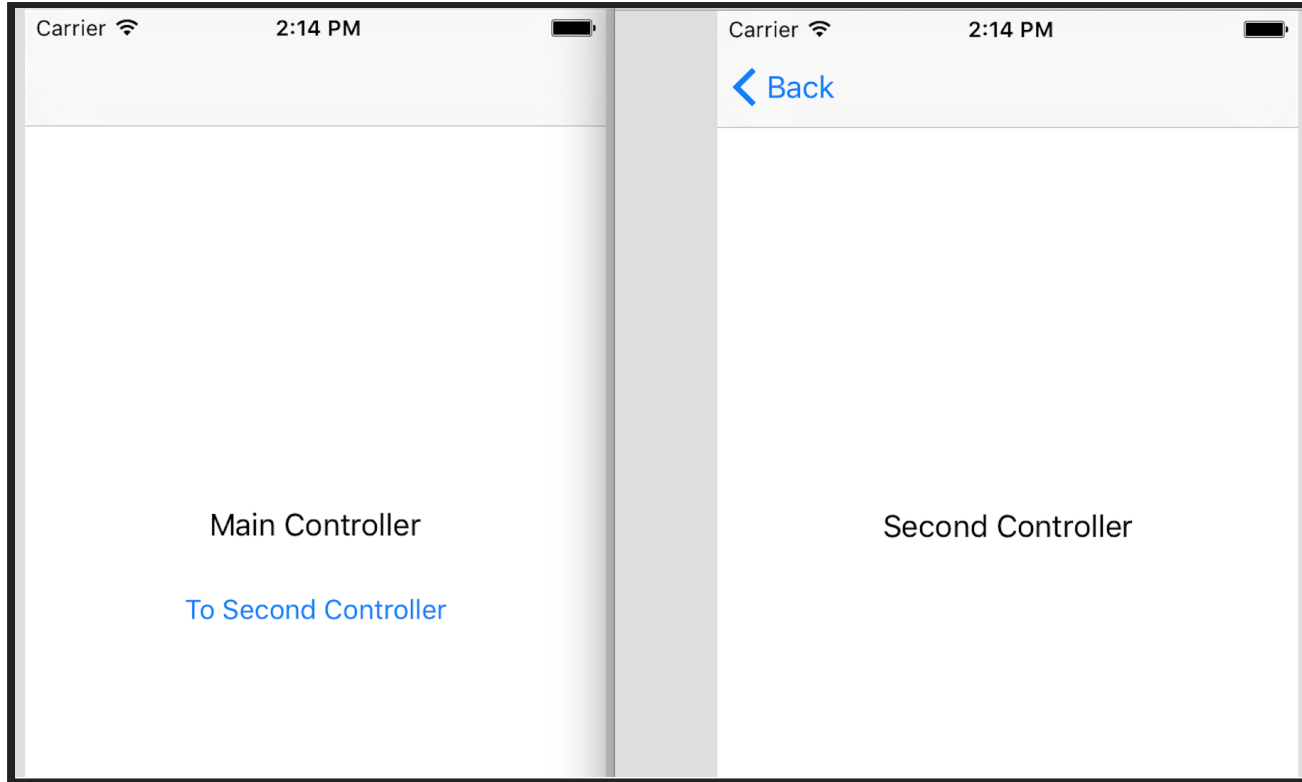 Carrier 2:14 PM
Main Controller
To Second Controller
Carrier 2:14 PM
Back
Second Controller